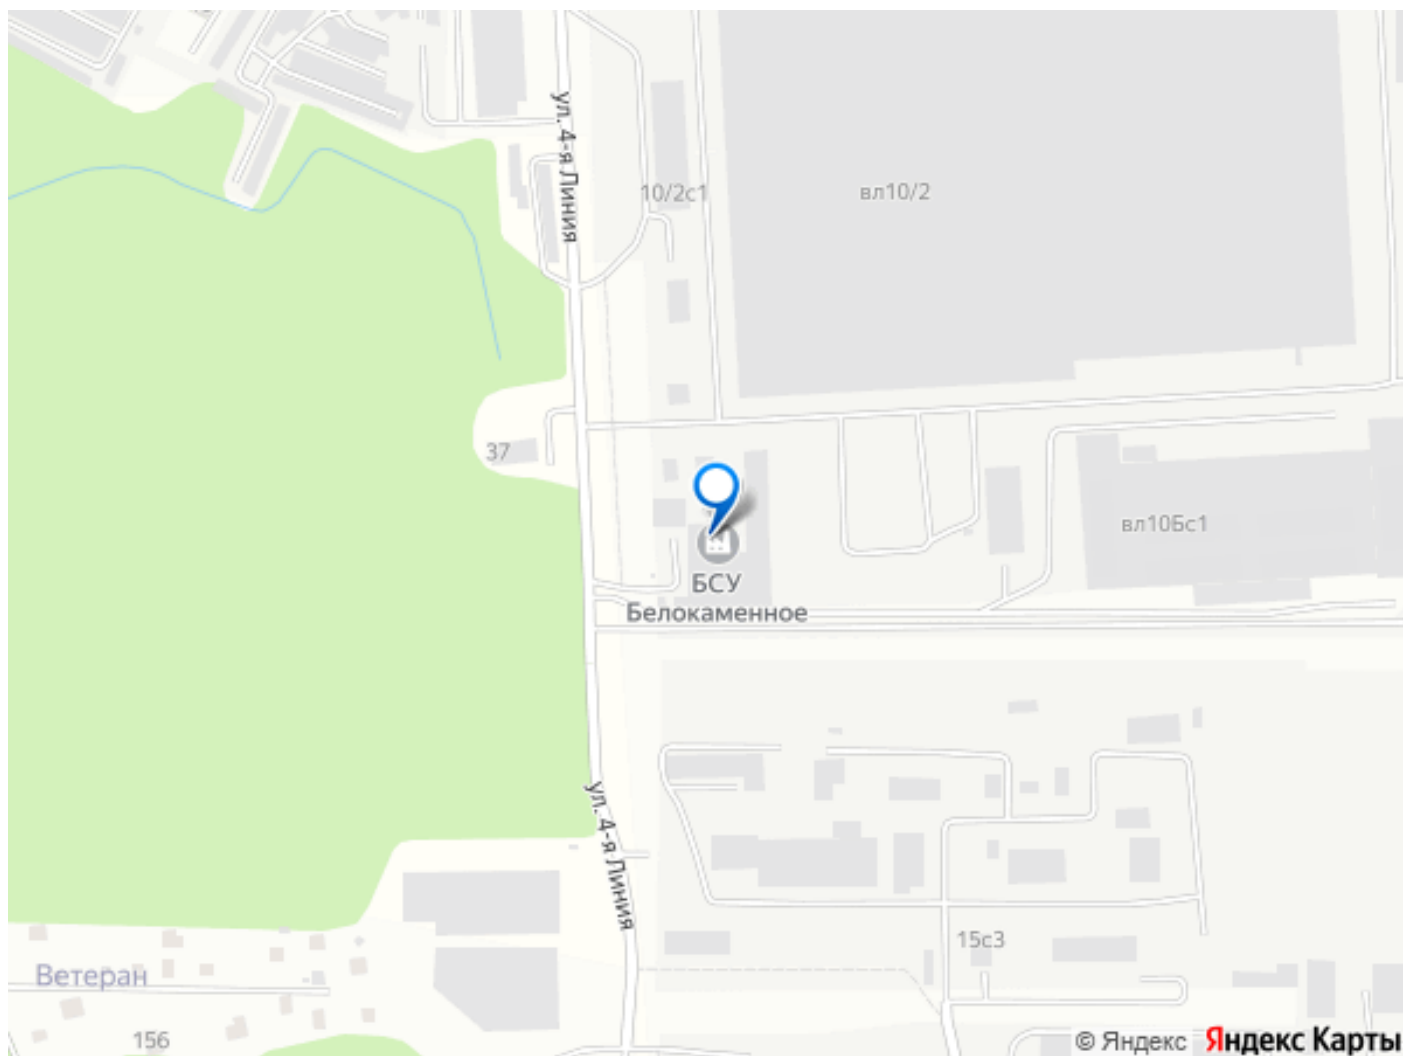 ул. 4-я Линия
10/2с1
вл10/2
37
вл10Бс1
БСУ
Белокаменное
ул. 4-я Линия
15с3
Ветеран
156
© Яндекс Яндекс Карты